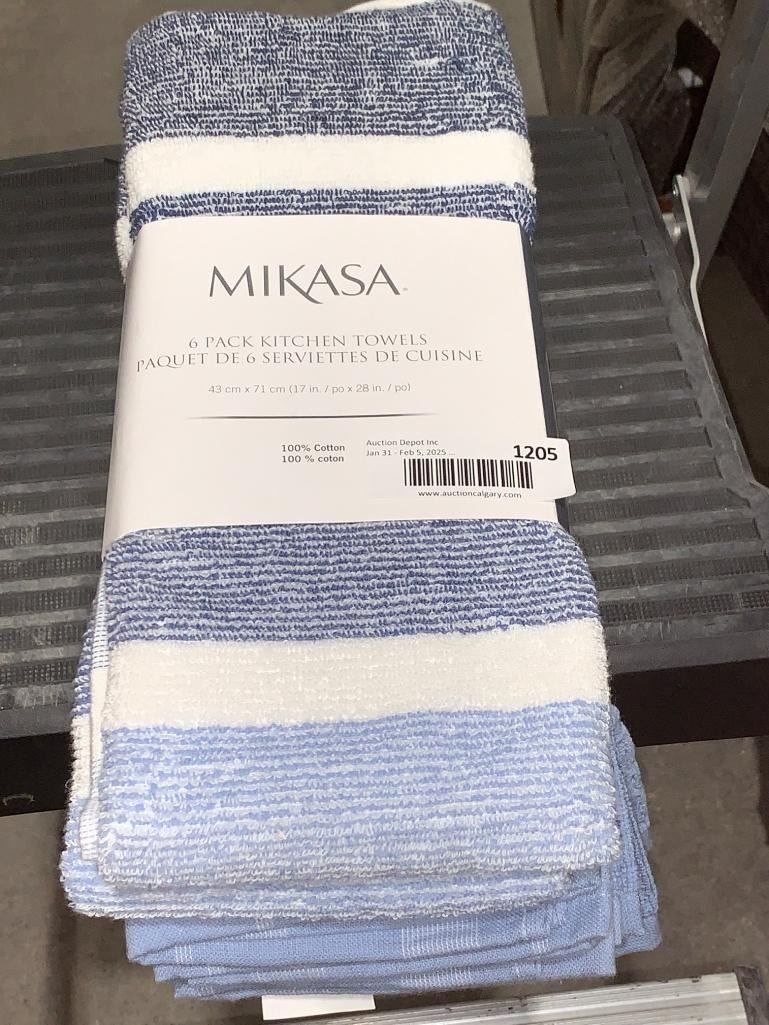 MIKASA
6 PACK KITCHEN TOWELS
PAQUET DE 6 SERVIETTES DE CUISINE
43 cm x 71 cm (17 in. / po x 28 in. / po)
100% Cotton
100 % coton
Auction Depot Inc
Jan 31 - Feb 5, 2025 ...
1205
www.auctioncalgary.com